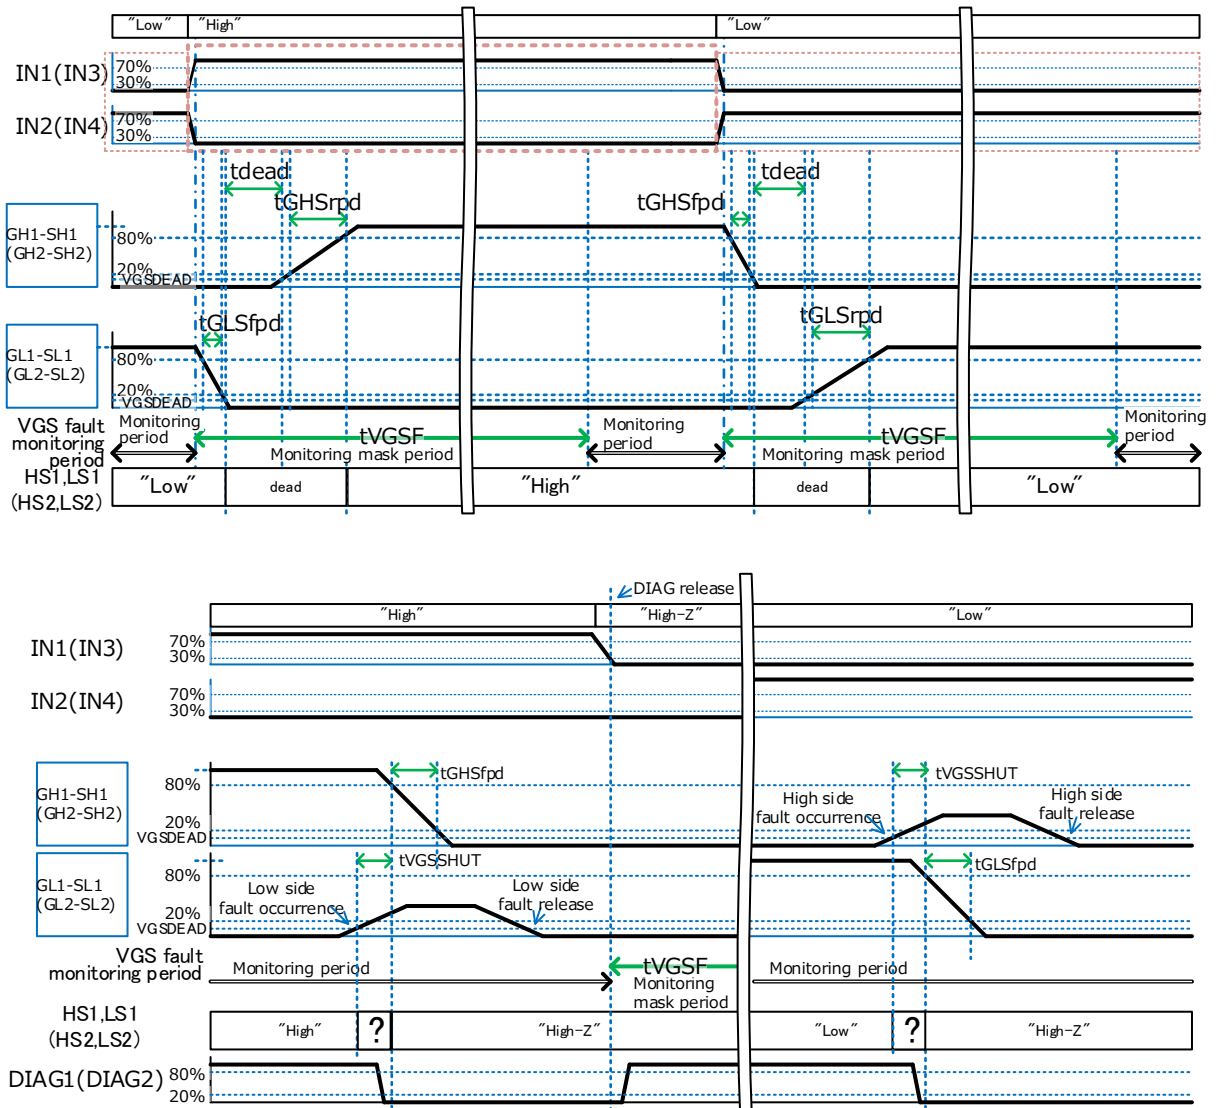 "Low" "High" "Low"
IN1(IN3) 70%
30%
IN2(IN4) 70%
30%
tdead tdead
tGHSrpd tGHSfpd
GH1-SH1
(GH2-SH2)
80%
20%
VGSDEAD
tGLSfpd tGLSrpd
GL1-SL1
(GL2-SL2)
80%
20%
VGSDEAD
VGS fault
monitoring
period
Monitoring
period
tVGSF
Monitoring mask period
Monitoring
period
tVGSF
Monitoring mask period
Monitoring
period
HS1,LS1
(HS2,LS2)
"Low" dead "High" dead "Low"
DIAG release
"High" "High-Z" "Low"
IN1(IN3) 70%
30%
IN2(IN4) 70%
30%
GH1-SH1
(GH2-SH2)
80%
20%
VGSDEAD
tGHSfpd
tVGSSHUT
High side
fault occurrence
High side
fault release
GL1-SL1
(GL2-SL2)
80%
20%
VGSDEAD
tVGSSHUT
Low side
fault occurrence
Low side
fault release
tGLSfpd
VGS fault
monitoring period
Monitoring period
tVGSF
Monitoring
mask period
Monitoring period
HS1,LS1
(HS2,LS2)
"High" ? "High-Z" "Low" ? "High-Z"
DIAG1(DIAG2) 80%
20%